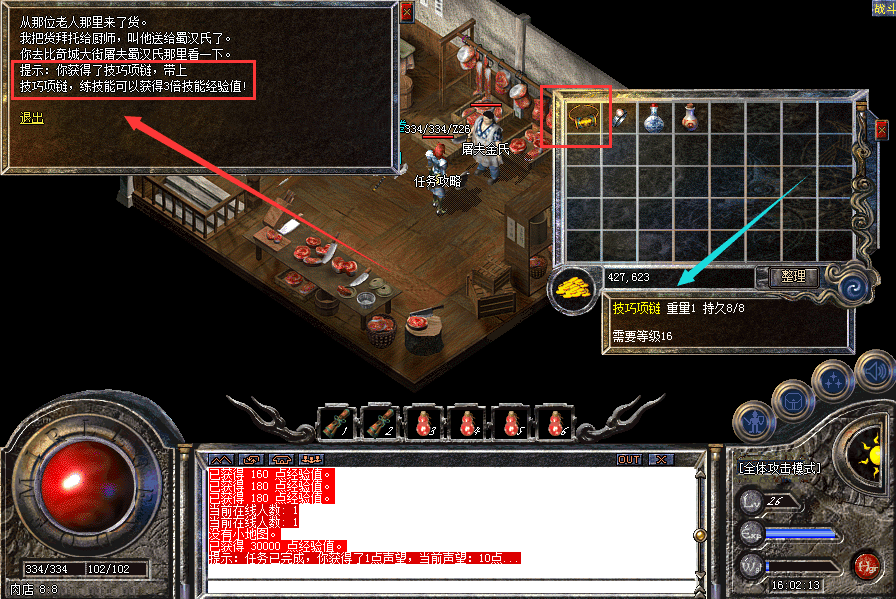 从那位老人那里来了货。
我把货拜托给厨师，叫他送给蜀汉氏了。
你去比奇城大街屠夫蜀汉氏那里看一下。
提示：你获得了技巧项链，带上
技巧项链，练技能可以获得3倍技能经验值！
退出
战斗
334/334/Z26
屠夫金氏
任务攻略
427,623
整理
技巧项链 重量1 持久8/8
需要等级16
1
2
3
4
5
6
OUT
已获得 160 点经验值。
已获得 180 点经验值。
已获得 180 点经验值。
当前在线人数: 1
当前在线人数: 1
没有小地图。
已获得 30000 点经验值。
提示：任务已完成，你获得了1点声望，当前声望：10点...
[全体攻击模式]
Lv 26
Exp
Wt
Hgr
16:02:13
334/334
102/102
肉店 8:8